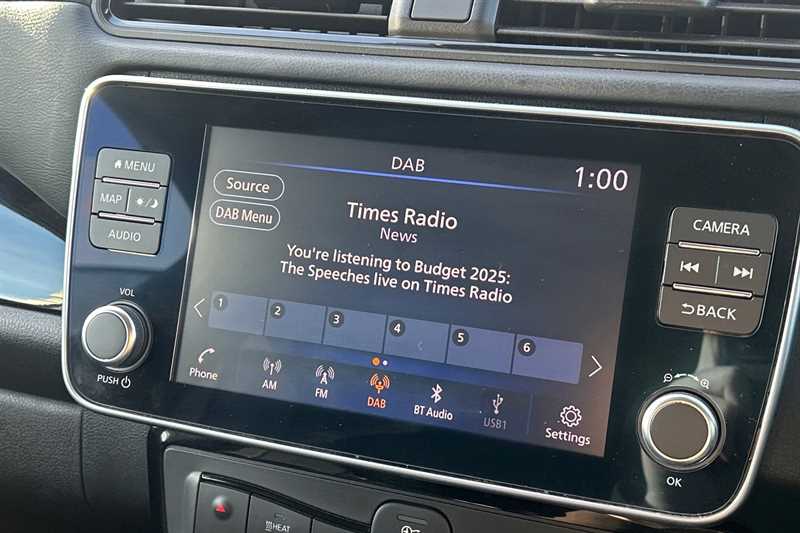 MENU
MAP
AUDIO
VOL
PUSH
DAB
1:00
Source
DAB Menu
Times Radio
News
You're listening to Budget 2025:
The Speeches live on Times Radio
1 2 3 4 5 6
Phone
AM
FM
DAB
BT Audio
USB1
Settings
CAMERA
BACK
OK
HEAT